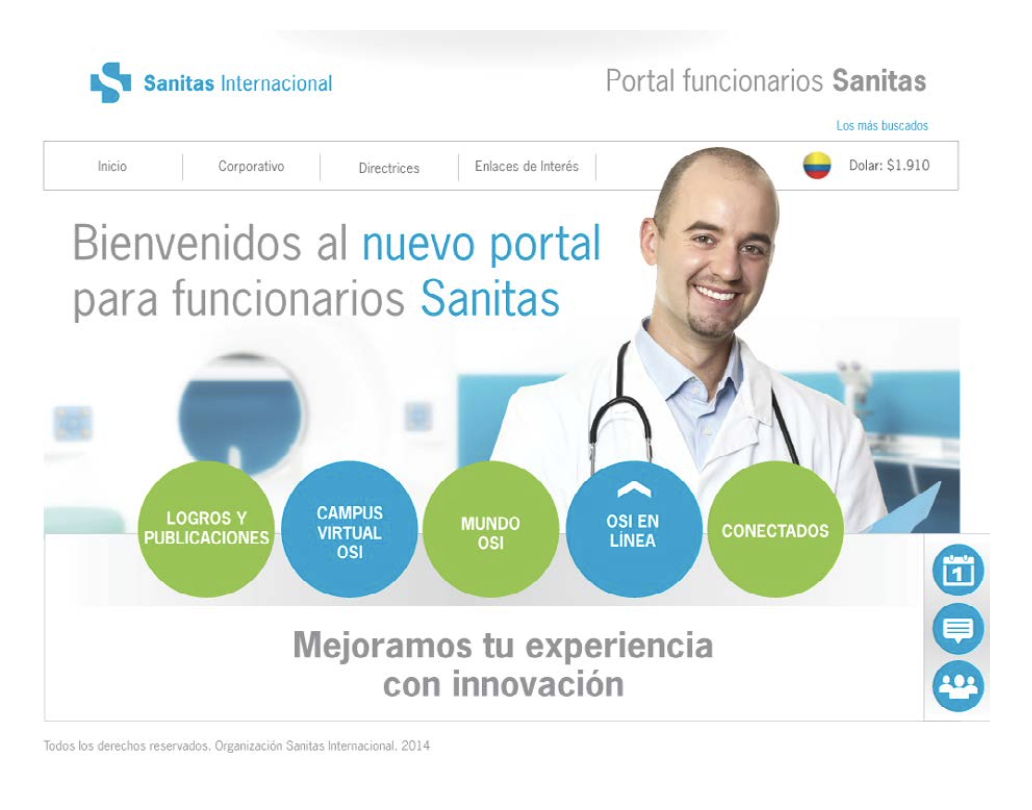 Sanitas Internacional
Portal funcionarios Sanitas
Los más buscados
Inicio
Corporativo
Directrices
Enlaces de Interés
Dolar: $1.910
Bienvenidos al nuevo portal
para funcionarios Sanitas
LOGROS Y
PUBLICACIONES
CAMPUS
VIRTUAL
OSI
MUNDO
OSI
OSI EN
LÍNEA
CONECTADOS
1
Mejoramos tu experiencia
con innovación
Todos los derechos reservados. Organización Sanitas Internacional. 2014